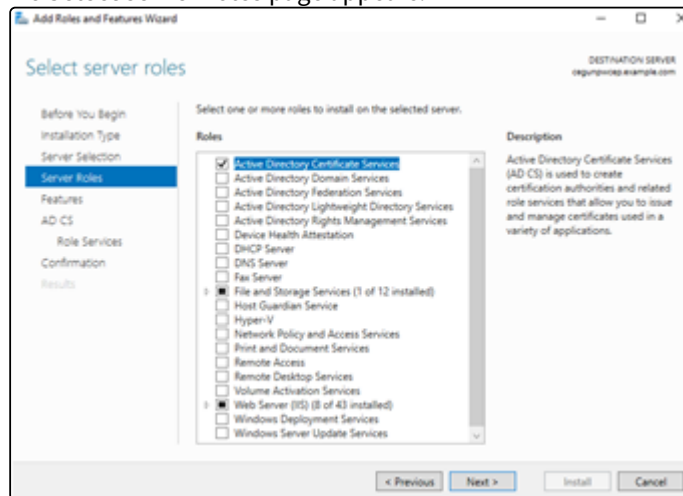 Add Roles and Features Wizard
Select server roles
DESTINATION SERVER
cegunpwcep.example.com
Before You Begin
Installation Type
Server Selection
Server Roles
Features
AD CS
Role Services
Confirmation
Results
Select one or more roles to install on the selected server.
Roles
Active Directory Certificate Services
Active Directory Domain Services
Active Directory Federation Services
Active Directory Lightweight Directory Services
Active Directory Rights Management Services
Device Health Attestation
DHCP Server
DNS Server
Fax Server
File and Storage Services (1 of 12 installed)
Host Guardian Service
Hyper-V
Network Policy and Access Services
Print and Document Services
Remote Access
Remote Desktop Services
Volume Activation Services
Web Server (IIS) (8 of 43 installed)
Windows Deployment Services
Windows Server Update Services
Description
Active Directory Certificate Services
(AD CS) is used to create
certification authorities and related
role services that allow you to issue
and manage certificates used in a
variety of applications.
< Previous
Next >
Install
Cancel